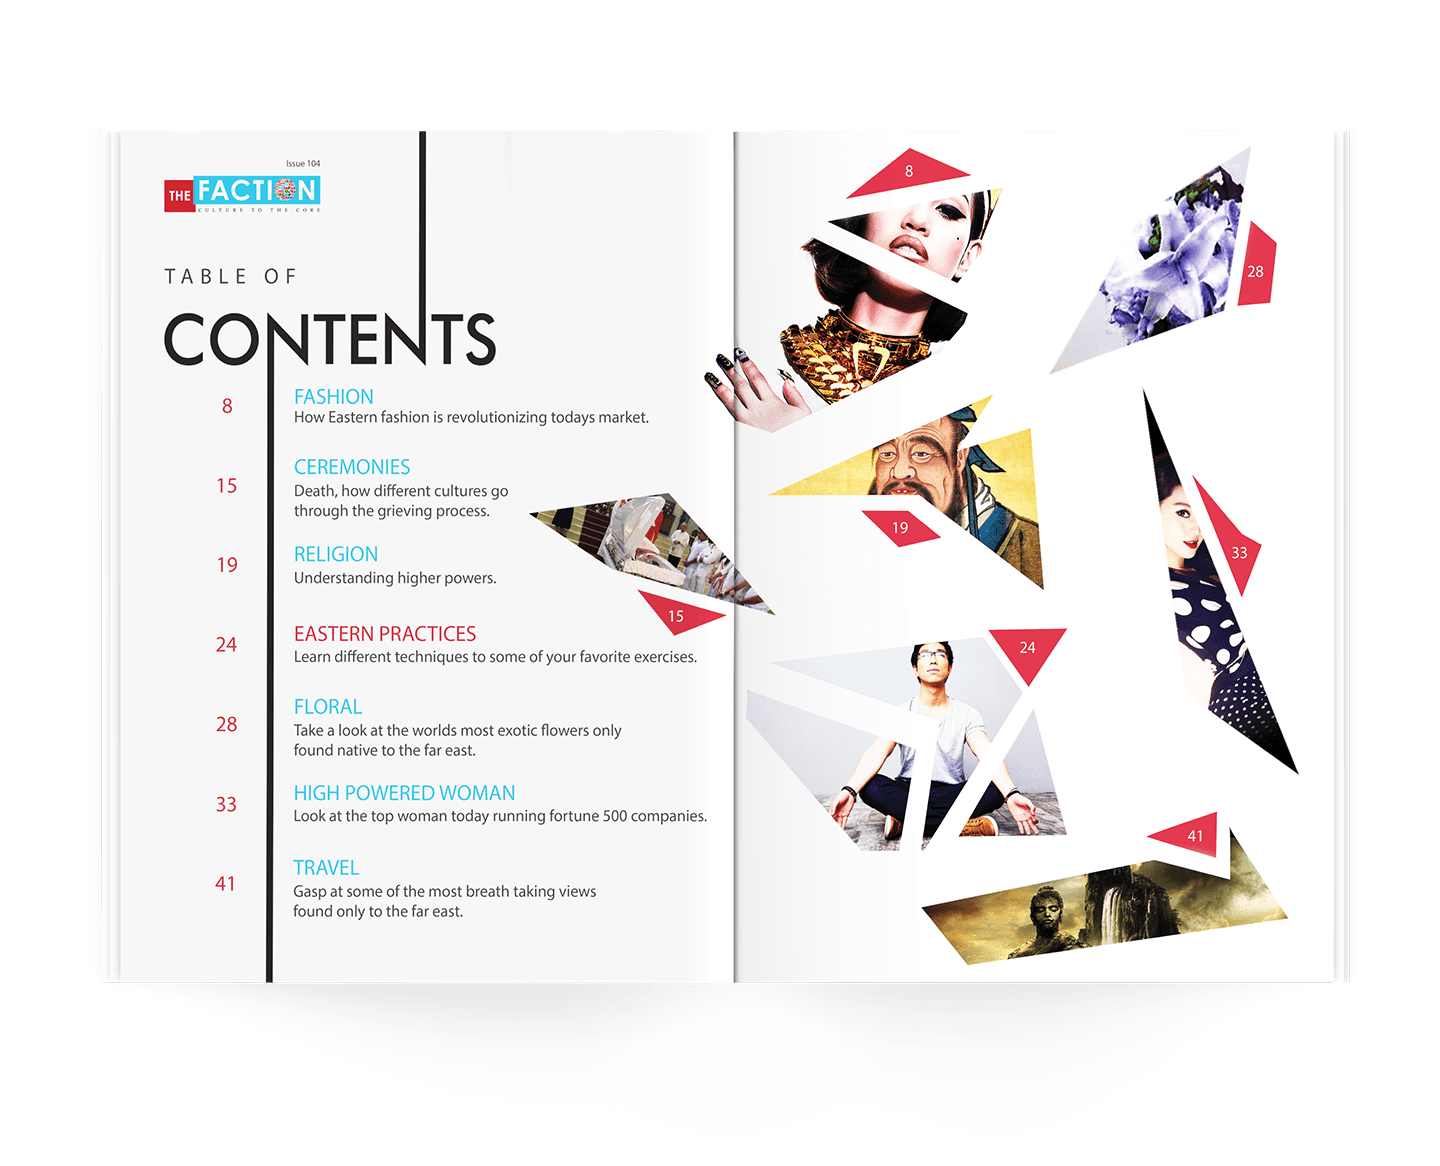 Issue 104
THE FACTION
CULTURE TO THE CORE
TABLE OF
CONTENTS
8
FASHION
How Eastern fashion is revolutionizing todays market.
15
CEREMONIES
Death, how different cultures go
through the grieving process.
19
RELIGION
Understanding higher powers.
24
EASTERN PRACTICES
Learn different techniques to some of your favorite exercises.
28
FLORAL
Take a look at the worlds most exotic flowers only
found native to the far east.
33
HIGH POWERED WOMAN
Look at the top woman today running fortune 500 companies.
41
TRAVEL
Gasp at some of the most breath taking views
found only to the far east.
15
8
28
19
33
24
41